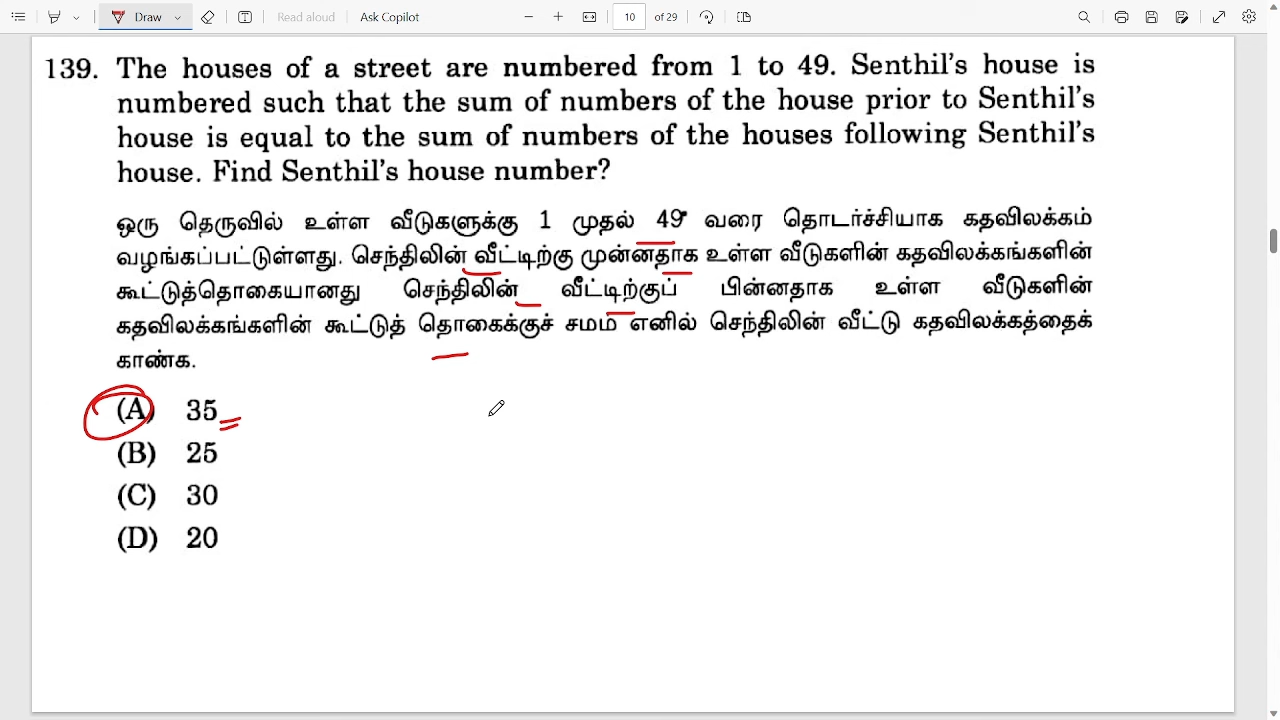 Draw
Read aloud
Ask Copilot
10
of 29
139. The houses of a street are numbered from 1 to 49. Senthil's house is
numbered such that the sum of numbers of the house prior to Senthil's
house is equal to the sum of numbers of the houses following Senthil's
house. Find Senthil's house number?
ஒரு தெருவில் உள்ள வீடுகளுக்கு 1 முதல் 49 வரை தொடர்ச்சியாக கதவிலக்கம்
வழங்கப்பட்டுள்ளது. செந்திலின் வீட்டிற்கு முன்னதாக உள்ள வீடுகளின் கதவிலக்கங்களின்
கூட்டுத்தொகையானது செந்திலின் வீட்டிற்குப் பின்னதாக உள்ள வீடுகளின்
கதவிலக்கங்களின் கூட்டுத் தொகைக்குச் சமம் எனில் செந்திலின் வீட்டு கதவிலக்கத்தைக்
காண்க.
(A) 35
(B) 25
(C) 30
(D) 20